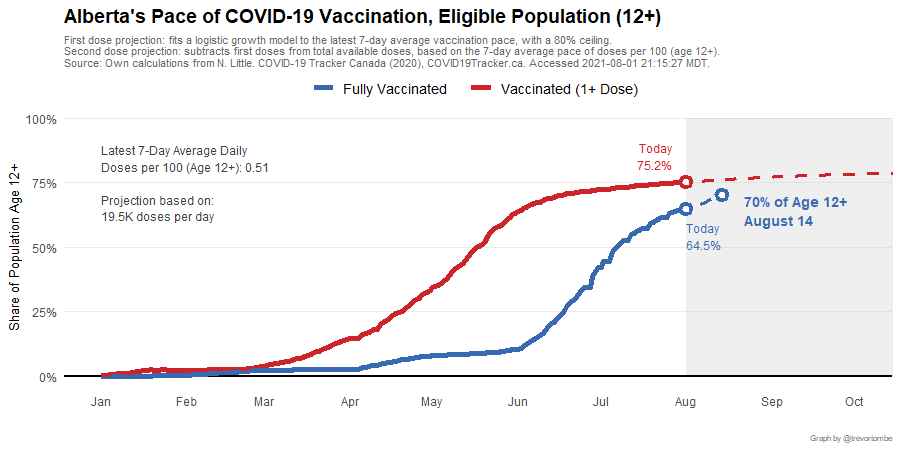 Alberta's Pace of COVID-19 Vaccination, Eligible Population (12+)
First dose projection: fits a logistic growth model to the latest 7-day average vaccination pace, with a 80% ceiling.
Second dose projection: subtracts first doses from total available doses, based on the 7-day average pace of doses per 100 (age 12+).
Source: Own calculations from N. Little. COVID-19 Tracker Canada (2020), COVID19Tracker.ca. Accessed 2021-08-01 21:15:27 MDT.
Fully Vaccinated
Vaccinated (1+ Dose)
Share of Population Age 12+
100%
75%
50%
25%
0%
Latest 7-Day Average Daily
Doses per 100 (Age 12+): 0.51
Projection based on:
19.5K doses per day
Today
75.2%
70% of Age 12+
August 14
Today
64.5%
Jan
Feb
Mar
Apr
May
Jun
Jul
Aug
Sep
Oct
Graph by @trevortombe